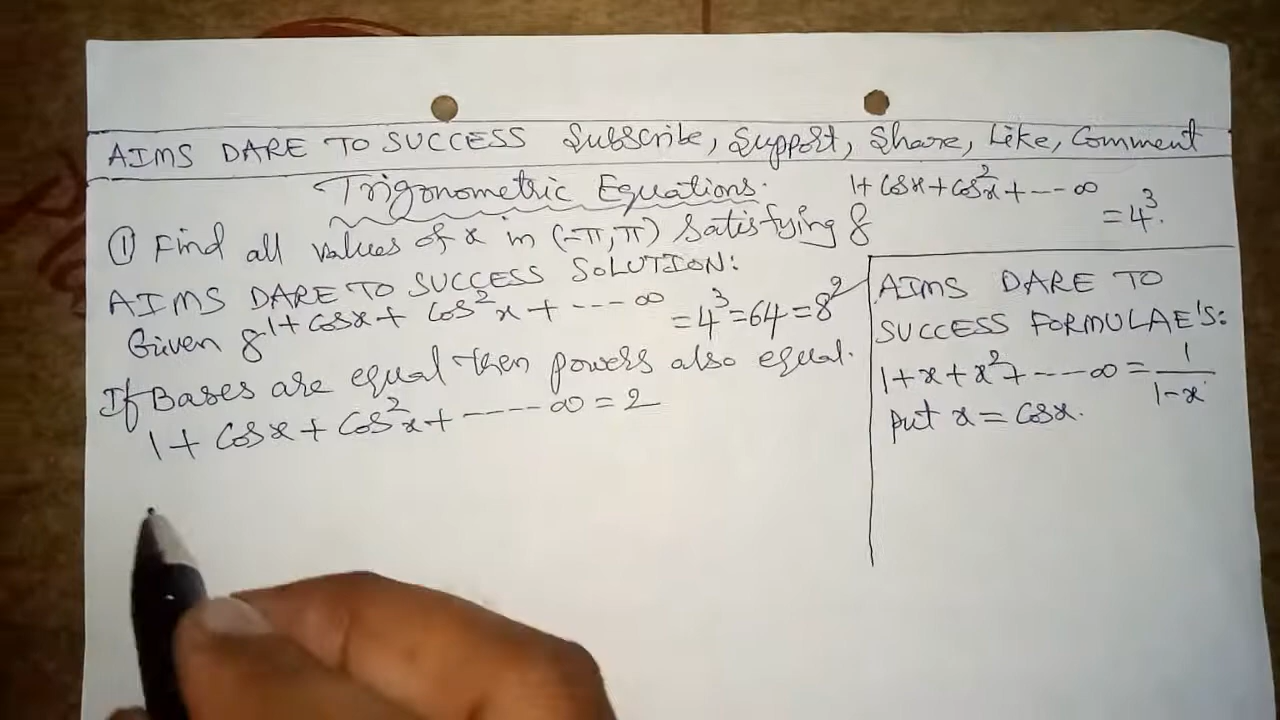 AIMS DARE TO SUCCESS Subscribe, Support, Share, Like, Comment
Trigonometric Equations.
① Find all values of x in (-π, π) satisfying 8^(1 + cosx + cos²x + ---∞) = 4³.
AIMS DARE TO SUCCESS SOLUTION:
Given 8^(1 + cosx + cos²x + ----∞) = 4³ = 64 = 8²
If Bases are equal then powers also equal.
1 + cosx + cos²x + -----∞ = 2
AIMS DARE TO
SUCCESS FORMULAE'S:
1 + x + x² + ----∞ = 1/(1-x)
put x = cosx.